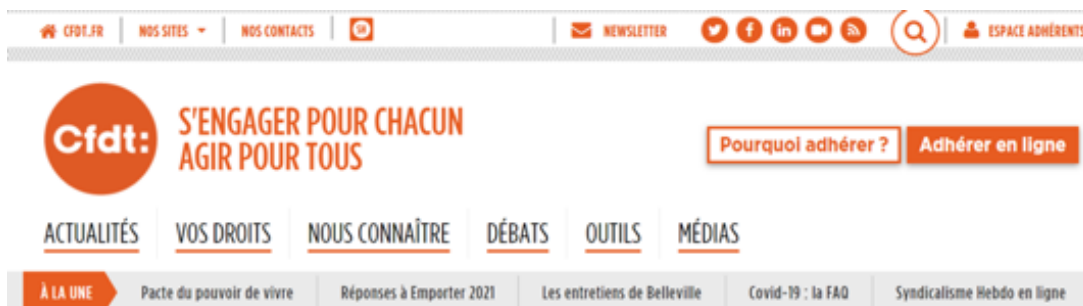 CFDT.FR NOS SITES NOS CONTACTS NEWSLETTER ESPACE ADHÉRENTS
Cfdt:
S'ENGAGER POUR CHACUN
AGIR POUR TOUS
Pourquoi adhérer ? Adhérer en ligne
ACTUALITÉS VOS DROITS NOUS CONNAÎTRE DÉBATS OUTILS MÉDIAS
À LA UNE Pacte du pouvoir de vivre Réponses à Emporter 2021 Les entretiens de Belleville Covid-19 : la FAQ Syndicalisme Hebdo en ligne